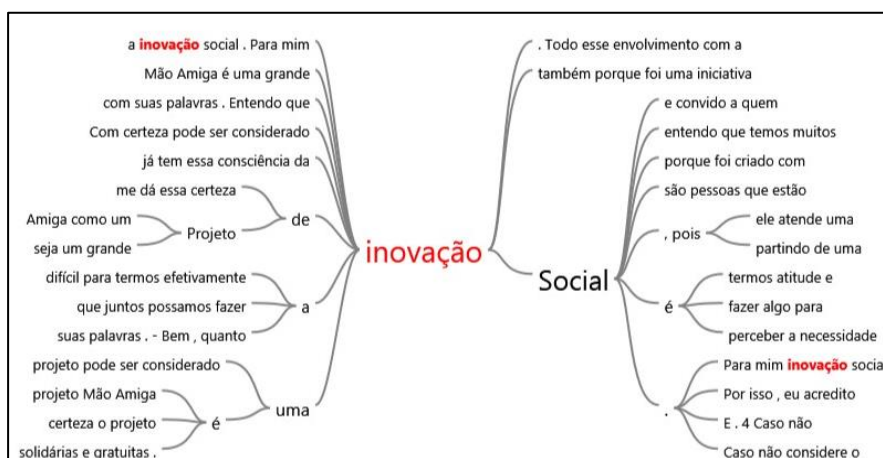 a inovação social . Para mim
Mão Amiga é uma grande
com suas palavras . Entendo que
Com certeza pode ser considerado
já tem essa consciência da
me dá essa certeza
de
Amiga como um
Projeto
seja um grande
difícil para termos efetivamente
que juntos possamos fazer
a
suas palavras . - Bem , quanto
projeto pode ser considerado
uma
projeto Mão Amiga
certeza o projeto
é
solidárias e gratuitas .
inovação
. Todo esse envolvimento com a
também porque foi uma iniciativa
Social
e convido a quem
entendo que temos muitos
porque foi criado com
são pessoas que estão
, pois
ele atende uma
partindo de uma
é
termos atitude e
fazer algo para
perceber a necessidade
.
Para mim inovação socia
Por isso , eu acredito
E . 4 Caso não
Caso não considere o